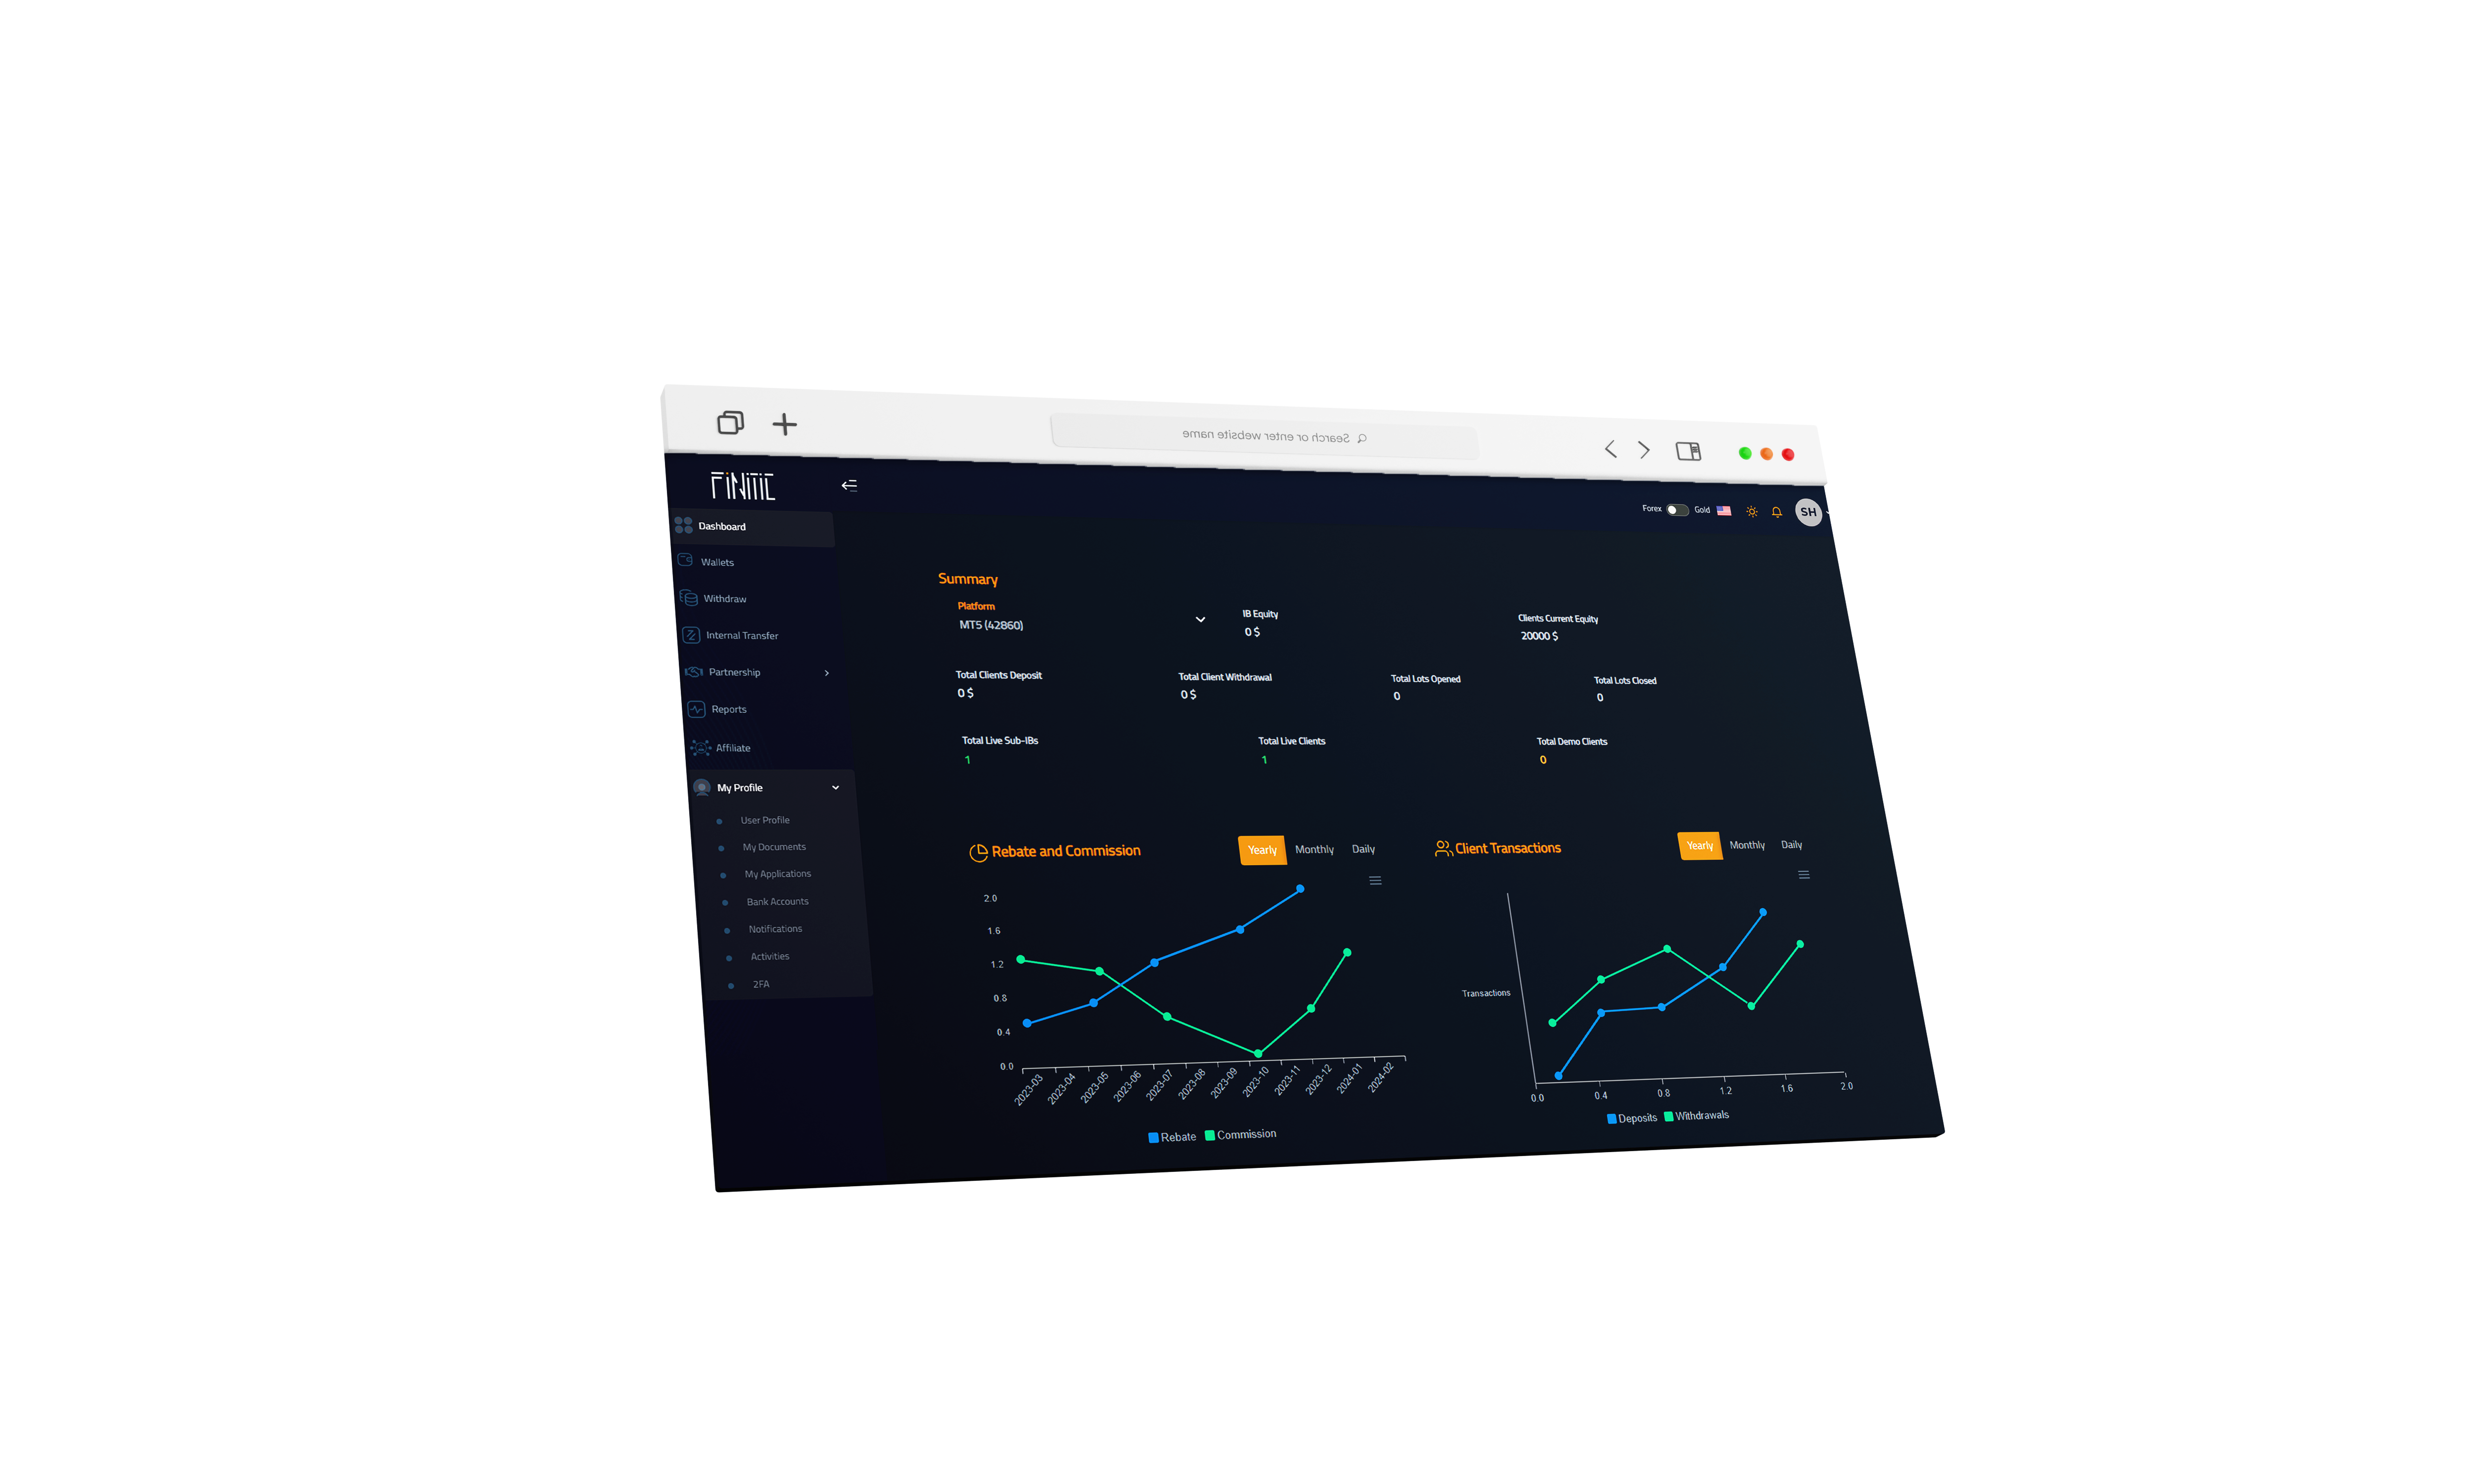 Search or enter website name
FiNiTiC
Forex Gold
SH
Dashboard
Wallets
Withdraw
Internal Transfer
Partnership
Reports
Affiliate
My Profile
User Profile
My Documents
My Applications
Bank Accounts
Notifications
Activities
2FA
Summary
Platform
MT5 (42860)
IB Equity
0 $
Clients Current Equity
20000 $
Total Clients Deposit
0 $
Total Client Withdrawal
0 $
Total Lots Opened
0
Total Lots Closed
0
Total Live Sub-IBs
1
Total Live Clients
1
Total Demo Clients
0
Rebate and Commission
Yearly Monthly Daily
2.0
1.6
1.2
0.8
0.4
0.0
2023-03 2023-04 2023-05 2023-06 2023-07 2023-08 2023-09 2023-10 2023-11 2023-12 2024-01 2024-02
Rebate Commission
Client Transactions
Yearly Monthly Daily
Transactions
0.0 0.4 0.8 1.2 1.6 2.0
Deposits Withdrawals